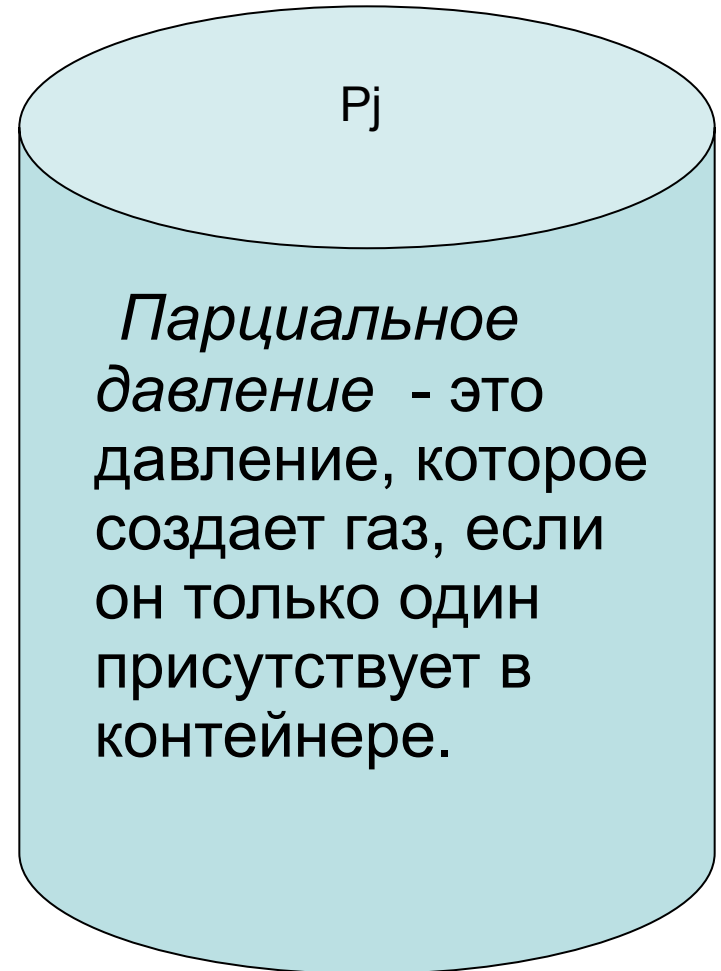 Pj
Парциальное
давление - это
давление, которое
создает газ, если
он только один
присутствует в
контейнере.